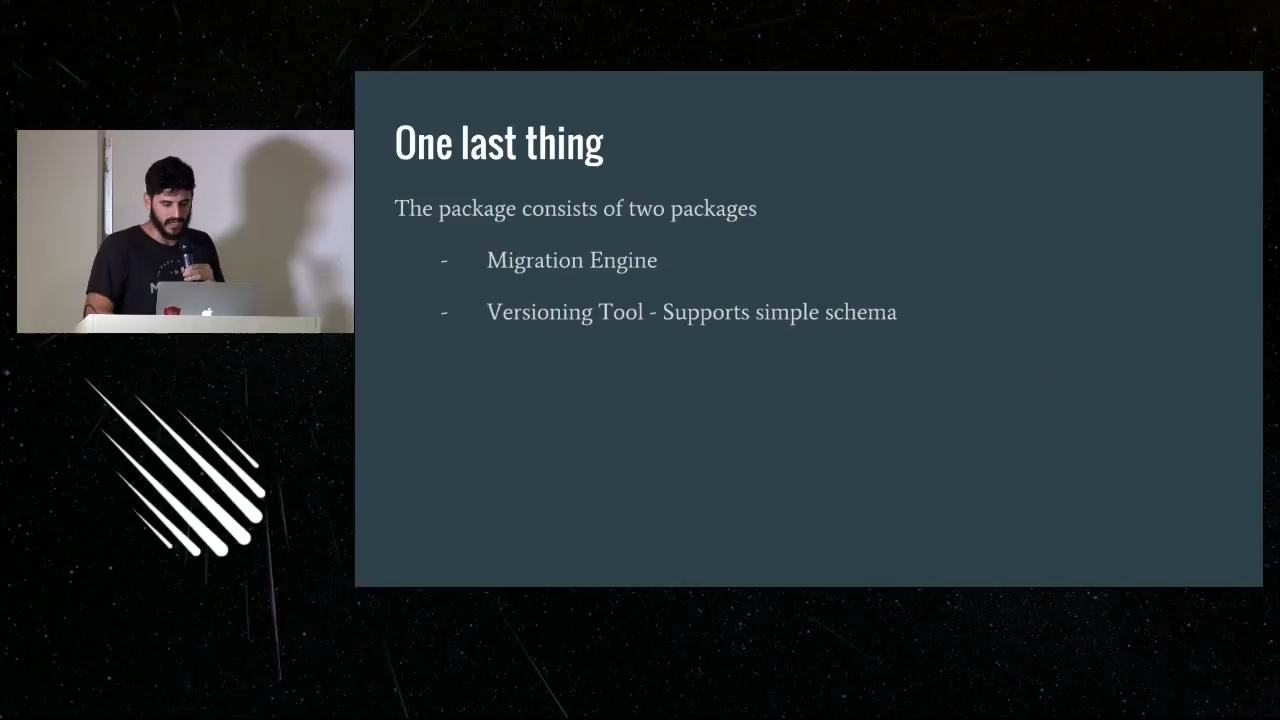 One last thing
The package consists of two packages
- Migration Engine
- Versioning Tool - Supports simple schema